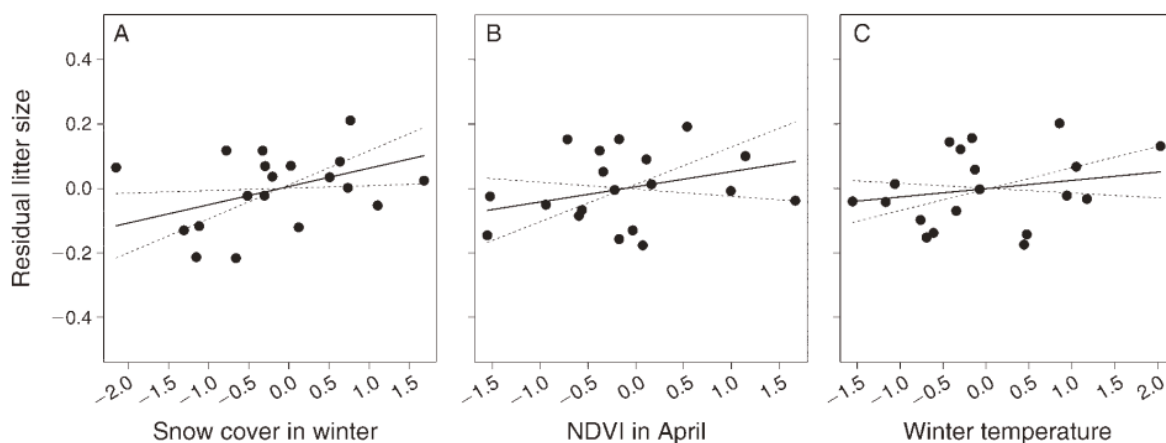 A
B
C
Residual litter size
0.4
0.2
0.0
−0.2
−0.4
−2.0 −1.5 −1.0 −0.5 0.0 0.5 1.0 1.5
−1.5 −1.0 −0.5 0.0 0.5 1.0 1.5
−1.5 −1.0 −0.5 0.0 0.5 1.0 1.5 2.0
Snow cover in winter
NDVI in April
Winter temperature